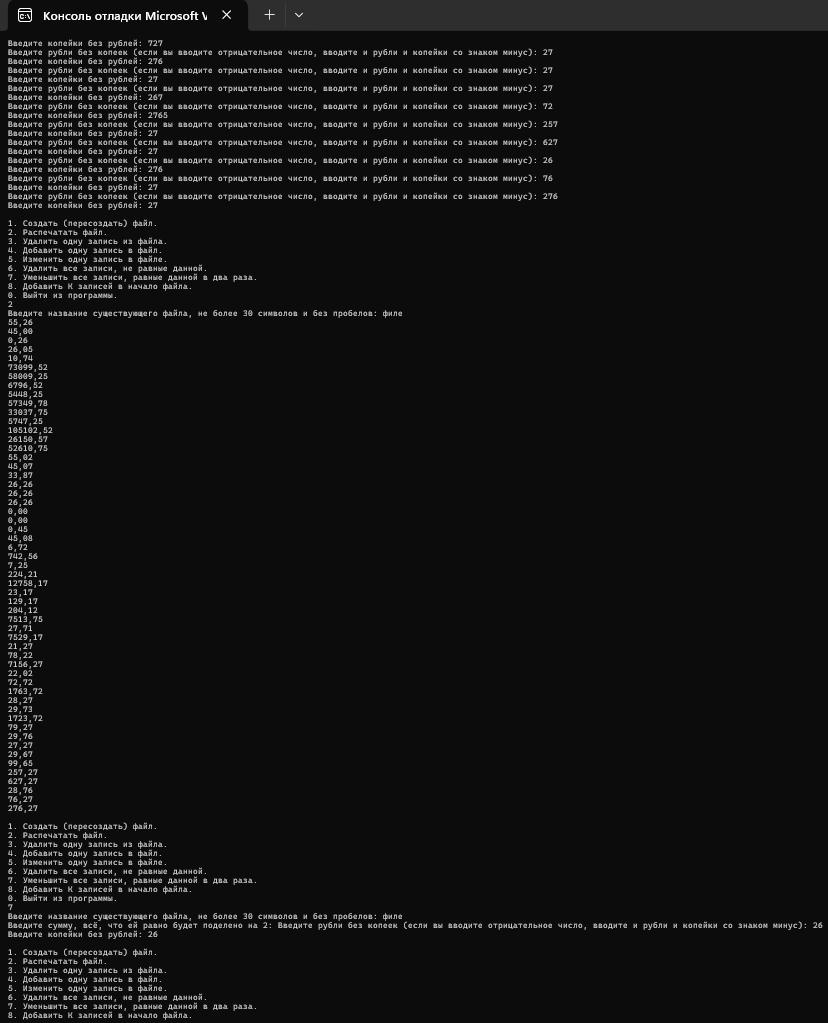 Консоль отладки Microsoft V
Введите копейки без рублей: 727
Введите рубли без копеек (если вы вводите отрицательное число, вводите и рубли и копейки со знаком минус): 27
Введите копейки без рублей: 276
Введите рубли без копеек (если вы вводите отрицательное число, вводите и рубли и копейки со знаком минус): 27
Введите копейки без рублей: 27
Введите рубли без копеек (если вы вводите отрицательное число, вводите и рубли и копейки со знаком минус): 27
Введите копейки без рублей: 267
Введите рубли без копеек (если вы вводите отрицательное число, вводите и рубли и копейки со знаком минус): 72
Введите копейки без рублей: 2765
Введите рубли без копеек (если вы вводите отрицательное число, вводите и рубли и копейки со знаком минус): 257
Введите копейки без рублей: 27
Введите рубли без копеек (если вы вводите отрицательное число, вводите и рубли и копейки со знаком минус): 627
Введите копейки без рублей: 27
Введите рубли без копеек (если вы вводите отрицательное число, вводите и рубли и копейки со знаком минус): 26
Введите копейки без рублей: 276
Введите рубли без копеек (если вы вводите отрицательное число, вводите и рубли и копейки со знаком минус): 76
Введите копейки без рублей: 27
Введите рубли без копеек (если вы вводите отрицательное число, вводите и рубли и копейки со знаком минус): 276
Введите копейки без рублей: 27
1. Создать (пересоздать) файл.
2. Распечатать файл.
3. Удалить одну запись из файла.
4. Добавить одну запись в файл.
5. Изменить одну запись в файле.
6. Удалить все записи, не равные данной.
7. Уменьшить все записи, равные данной в два раза.
8. Добавить К записей в начало файла.
0. Выйти из программы.
2
Введите название существующего файла, не более 30 символов и без пробелов: филе
55,26
45,00
0,26
26,05
10,74
73099,52
58009,25
6796,52
5448,25
57349,78
33037,75
5747,25
105102,52
26150,57
52610,75
55,02
45,07
33,87
26,26
26,26
26,26
0,00
0,00
0,45
45,08
6,72
742,56
7,25
224,21
12758,17
23,17
129,17
204,12
7513,75
27,71
7529,17
21,27
78,22
7156,27
22,02
72,72
1763,72
28,27
29,73
1723,72
79,27
29,76
27,27
29,67
99,65
257,27
627,27
28,76
76,27
276,27
1. Создать (пересоздать) файл.
2. Распечатать файл.
3. Удалить одну запись из файла.
4. Добавить одну запись в файл.
5. Изменить одну запись в файле.
6. Удалить все записи, не равные данной.
7. Уменьшить все записи, равные данной в два раза.
8. Добавить К записей в начало файла.
0. Выйти из программы.
7
Введите название существующего файла, не более 30 символов и без пробелов: филе
Введите сумму, всё, что ей равно будет поделено на 2: Введите рубли без копеек (если вы вводите отрицательное число, вводите и рубли и копейки со знаком минус): 26
Введите копейки без рублей: 26
1. Создать (пересоздать) файл.
2. Распечатать файл.
3. Удалить одну запись из файла.
4. Добавить одну запись в файл.
5. Изменить одну запись в файле.
6. Удалить все записи, не равные данной.
7. Уменьшить все записи, равные данной в два раза.
8. Добавить К записей в начало файла.